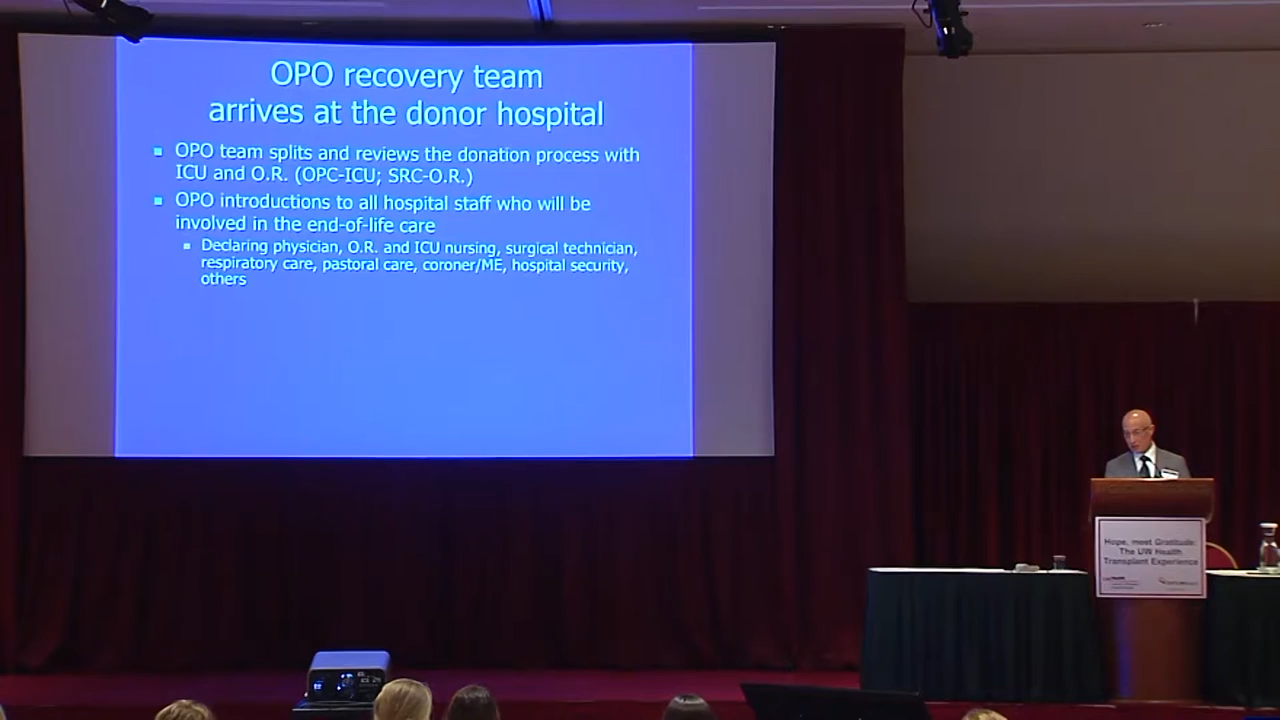 OPO recovery team
arrives at the donor hospital
OPO team splits and reviews the donation process with
ICU and O.R. (OPC-ICU; SRC-O.R.)
OPO introductions to all hospital staff who will be
involved in the end-of-life care
Declaring physician, O.R. and ICU nursing, surgical technician,
respiratory care, pastoral care, coroner/ME, hospital security,
others
Hope, meet Gratitude:
The UW Health
Transplant Experience